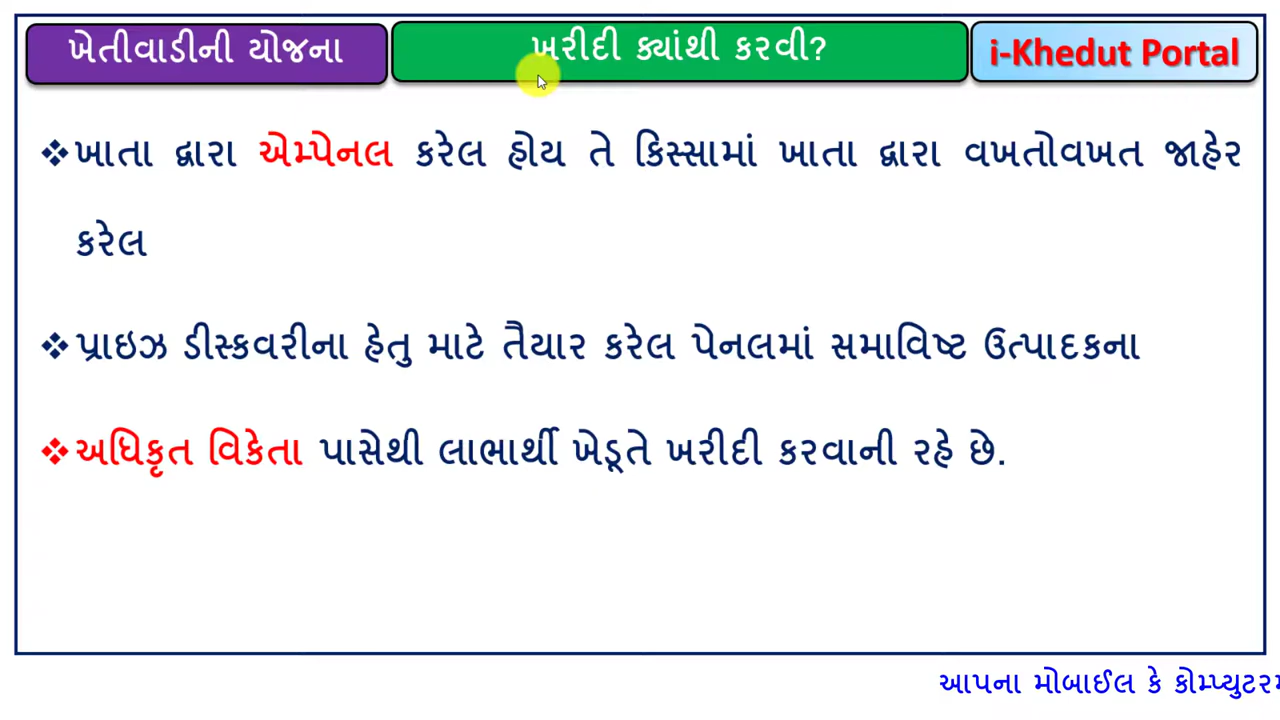 ખેતીવાડીની યોજના
ખરીદી ક્યાંથી કરવી?
i-Khedut Portal
❖ખાતા દ્વારા એમ્પેનલ કરેલ હોય તે કિસ્સામાં ખાતા દ્વારા વખતોવખત જાહેર
કરેલ
❖પ્રાઇઝ ડીસ્કવરીના હેતુ માટે તૈયાર કરેલ પેનલમાં સમાવિષ્ટ ઉત્પાદકના
❖અધિકૃત વિકેતા પાસેથી લાભાર્થી ખેડૂતે ખરીદી કરવાની રહે છે.
આપના મોબાઈલ કે